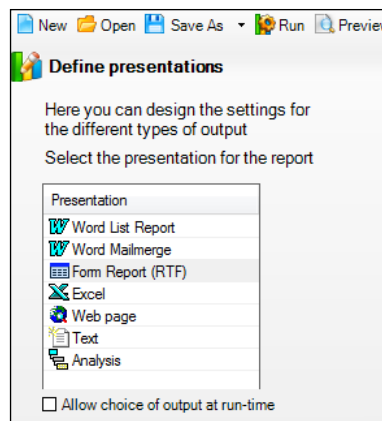 New Open Save As Run Preview
Define presentations
Here you can design the settings for
the different types of output
Select the presentation for the report
Presentation
Word List Report
Word Mailmerge
Form Report (RTF)
Excel
Web page
Text
Analysis
Allow choice of output at run-time